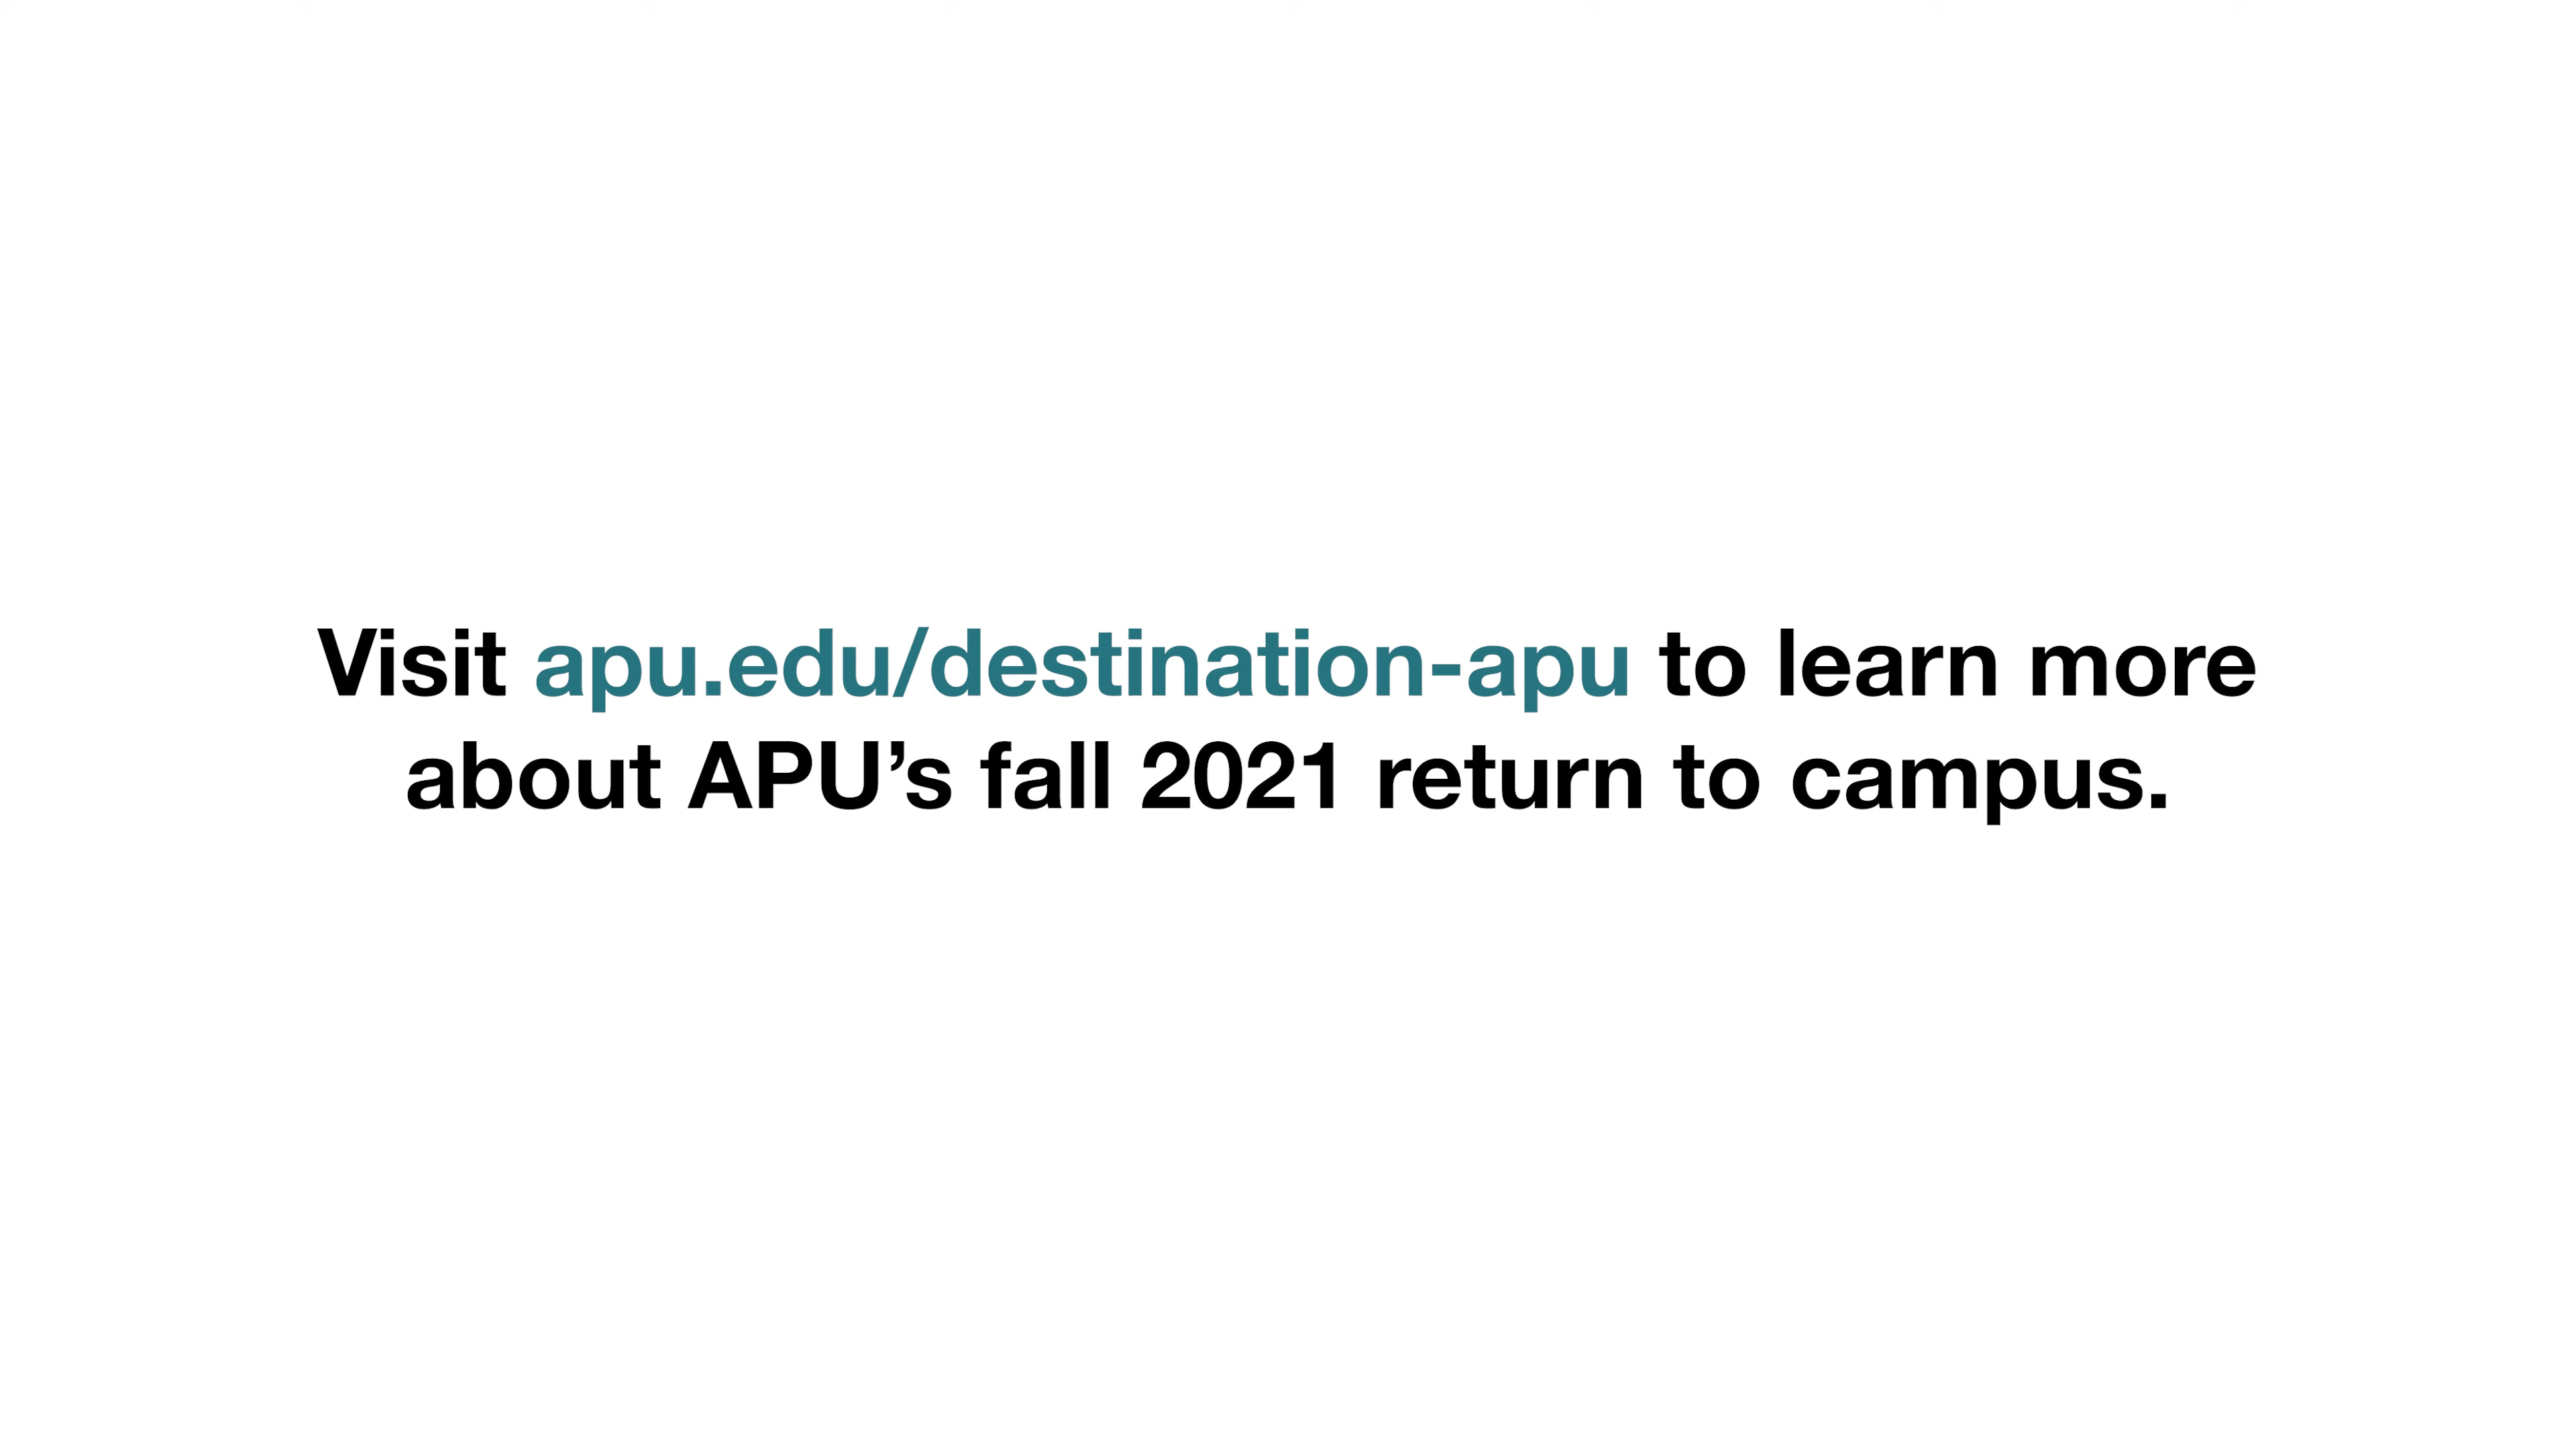 Visit apu.edu/destination-apu to learn more
about APU’s fall 2021 return to campus.